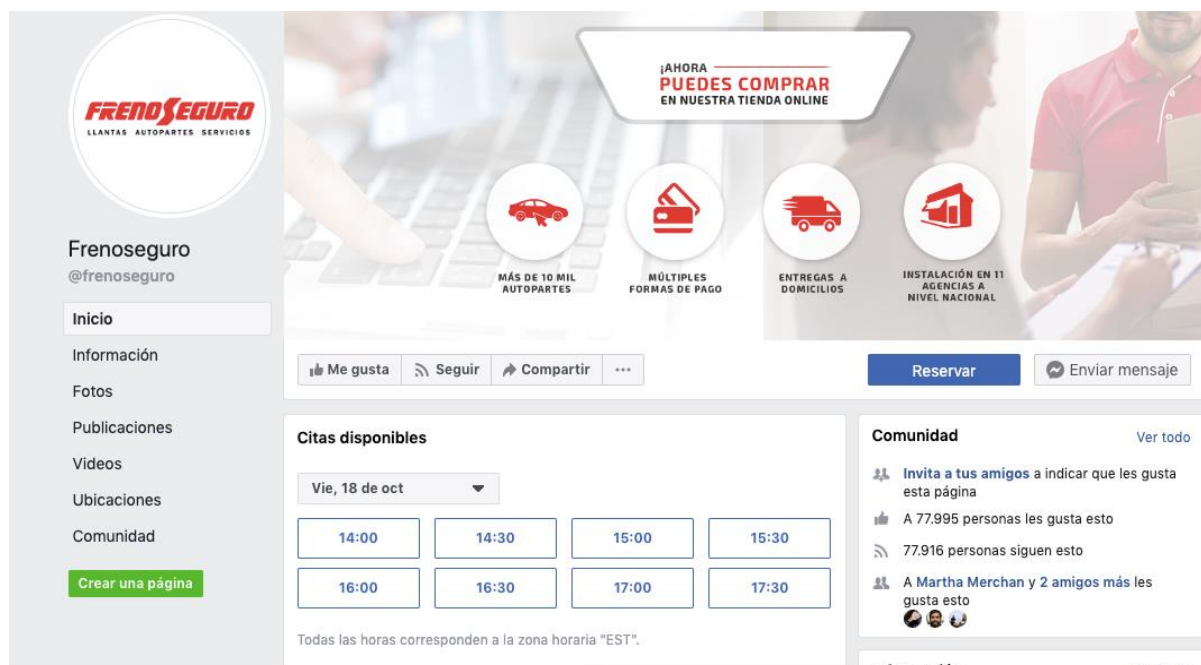 FRENOSEGURO
LLANTAS AUTOPARTES SERVICIOS
Frenoseguro
@frenoseguro
Inicio
Información
Fotos
Publicaciones
Videos
Ubicaciones
Comunidad
Crear una página
¡AHORA
PUEDES COMPRAR
EN NUESTRA TIENDA ONLINE
MÁS DE 10 MIL
AUTOPARTES
MÚLTIPLES
FORMAS DE PAGO
ENTREGAS A
DOMICILIOS
INSTALACIÓN EN 11
AGENCIAS A
NIVEL NACIONAL
Me gusta Seguir Compartir ...
Reservar Enviar mensaje
Citas disponibles
Vie, 18 de oct
14:00 14:30 15:00 15:30
16:00 16:30 17:00 17:30
Todas las horas corresponden a la zona horaria "EST".
Comunidad Ver todo
Invita a tus amigos a indicar que les gusta
esta página
A 77.995 personas les gusta esto
77.916 personas siguen esto
A Martha Merchan y 2 amigos más les
gusta esto